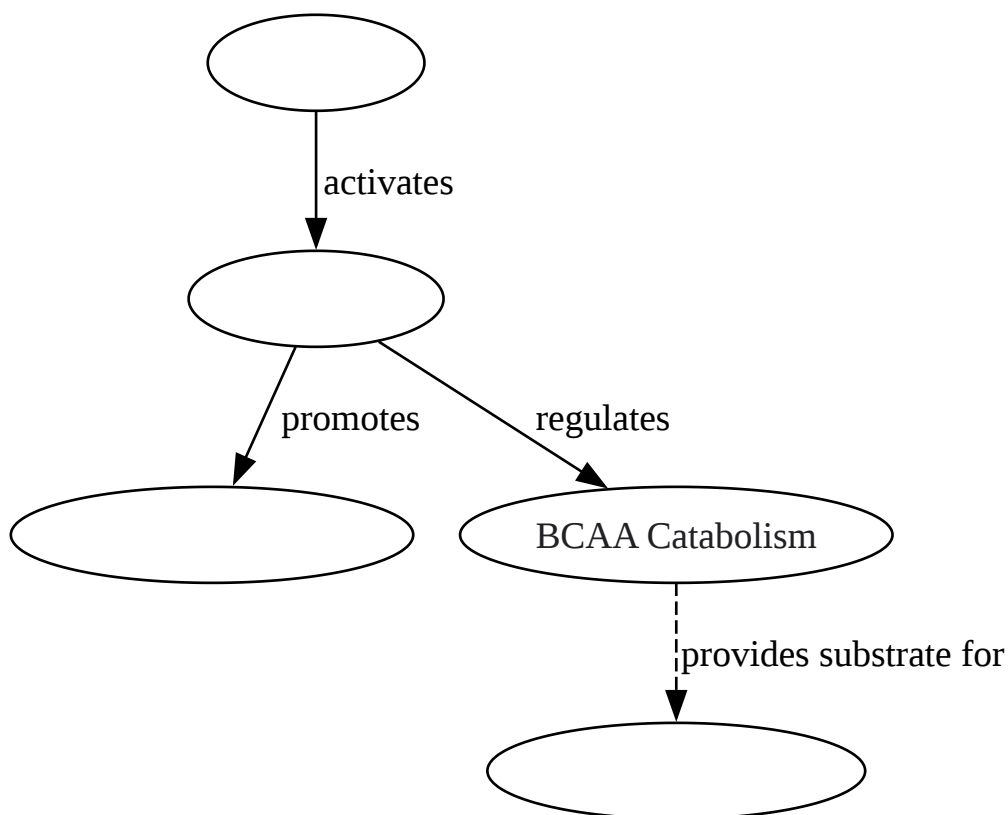 activates
promotes
regulates
BCAA Catabolism
provides substrate for